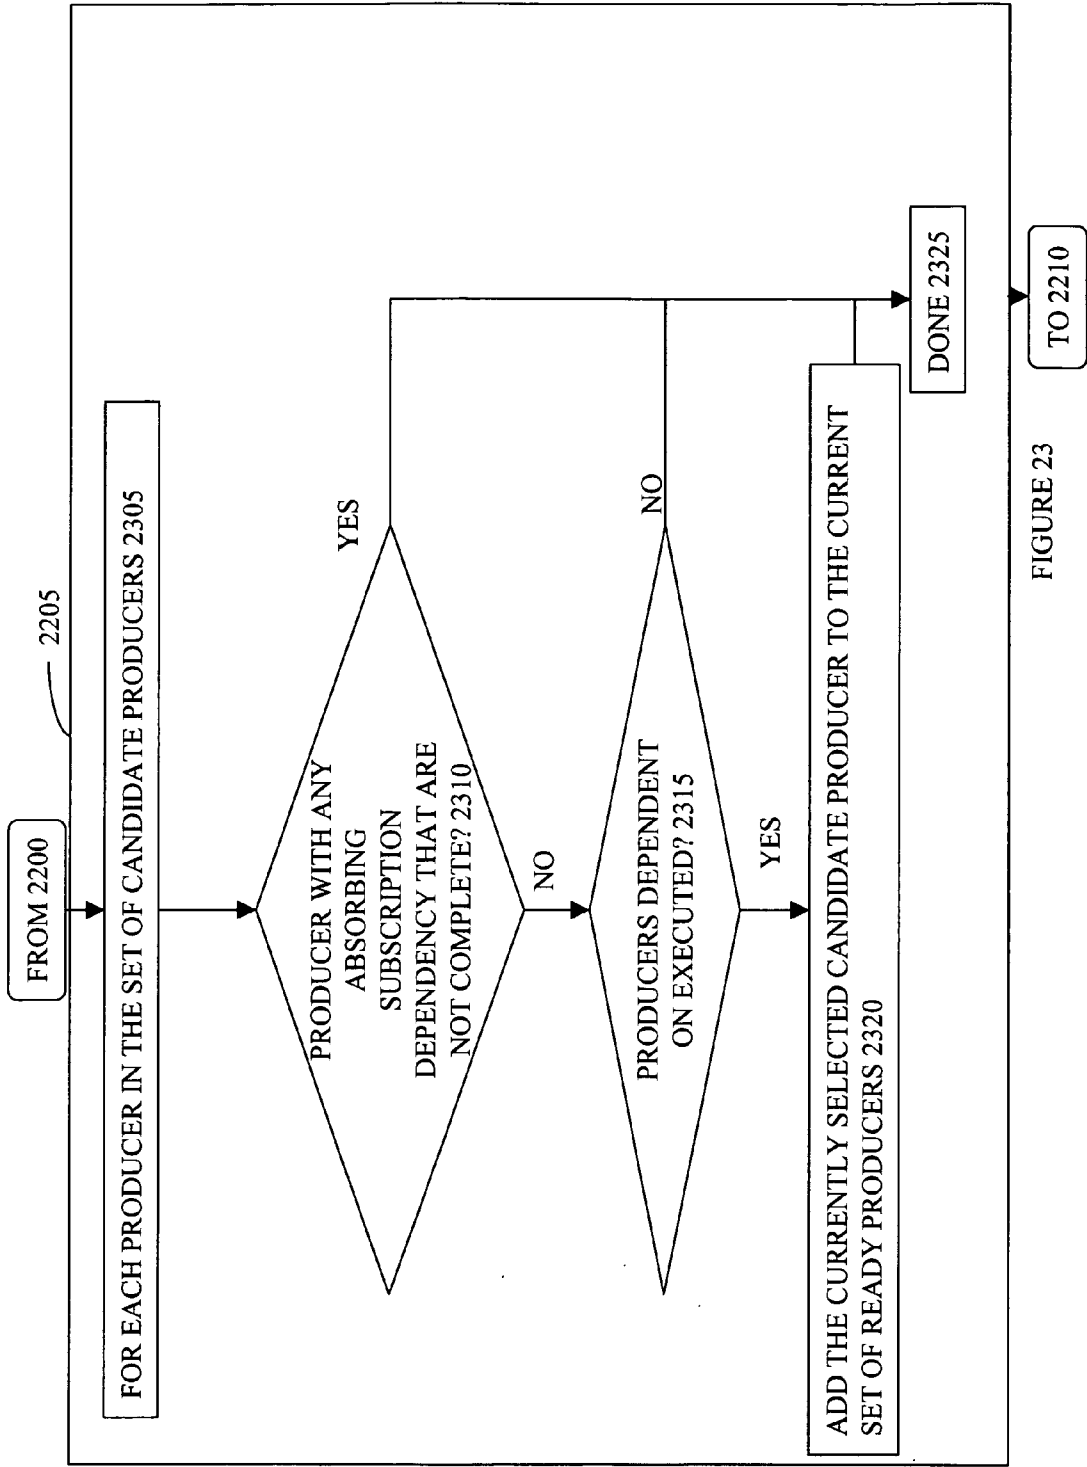 FROM 2200
2205
FOR EACH PRODUCER IN THE SET OF CANDIDATE PRODUCERS 2305
PRODUCER WITH ANY
ABSORBING
SUBSCRIPTION
DEPENDENCY THAT ARE
NOT COMPLETE? 2310
YES
NO
PRODUCERS DEPENDENT
ON EXECUTED? 2315
NO
YES
ADD THE CURRENTLY SELECTED CANDIDATE PRODUCER TO THE CURRENT
SET OF READY PRODUCERS 2320
DONE 2325
TO 2210
FIGURE 23